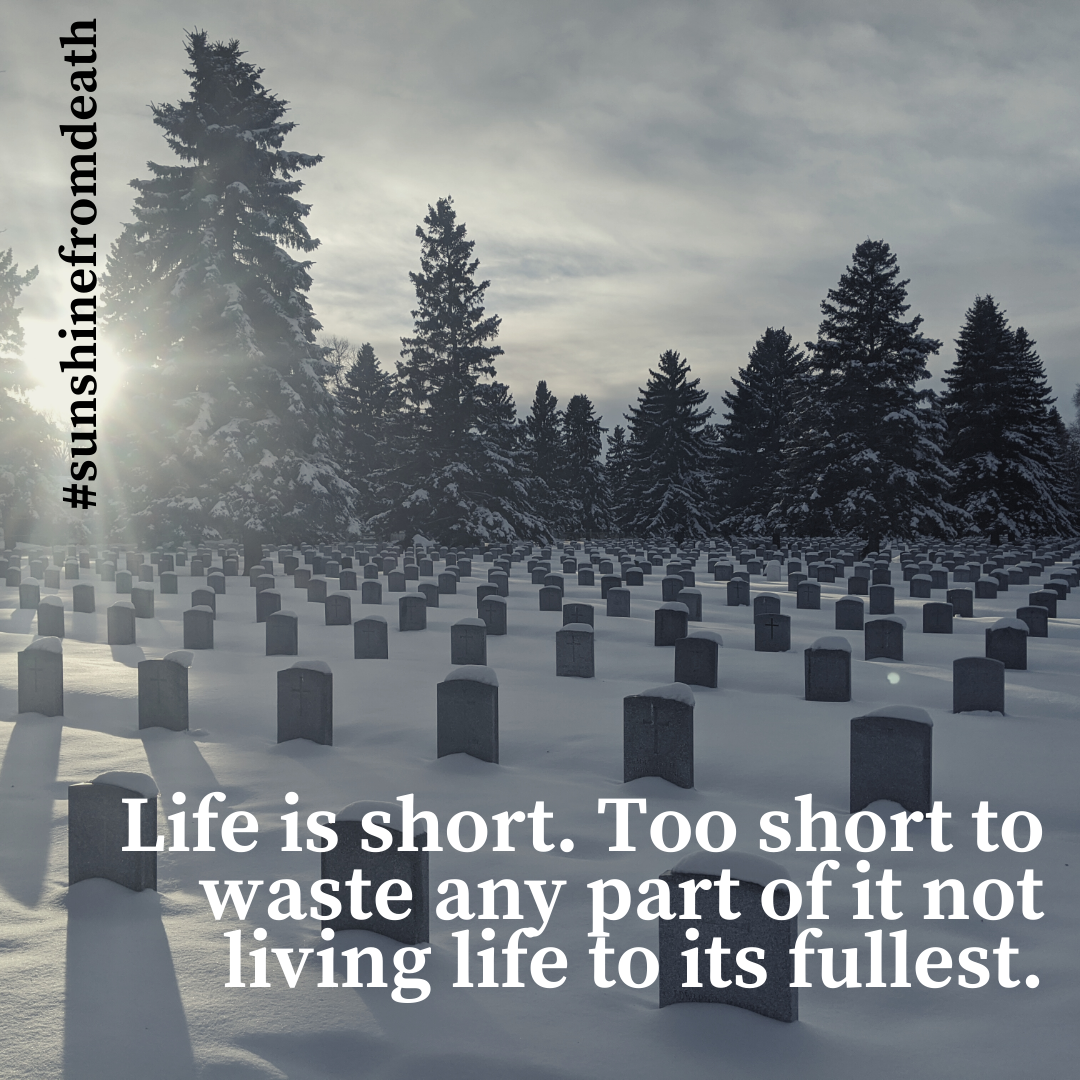 #sunshinefromdeath
Life is short. Too short to
waste any part of it not
living life to its fullest.